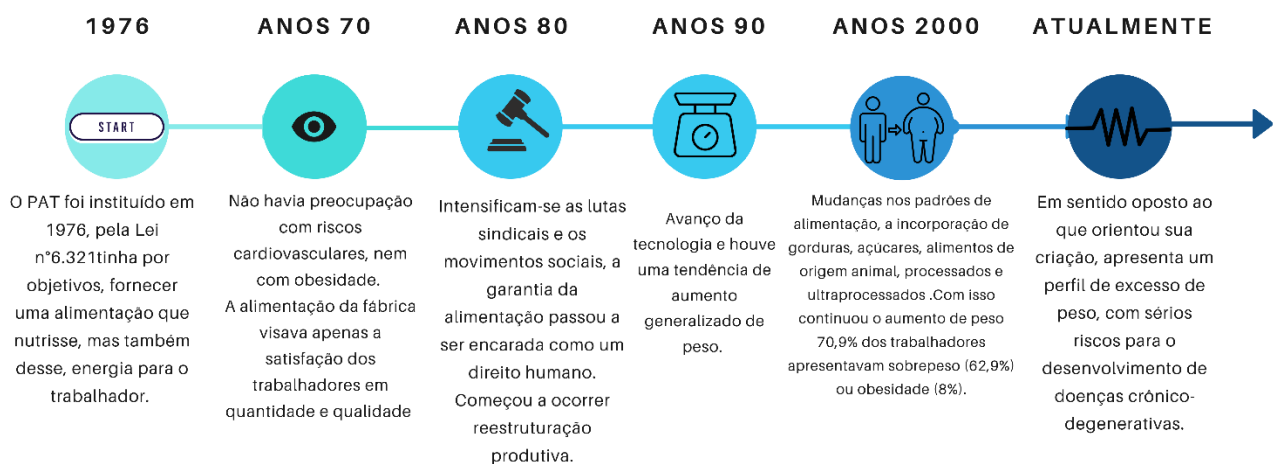 1976
START
O PAT foi instituído em
1976, pela Lei
n°6.321tinha por
objetivos, fornecer
uma alimentação que
nutrisse, mas também
desse, energia para o
trabalhador.
ANOS 70
Não havia preocupação
com riscos
cardiovasculares, nem
com obesidade.
A alimentação da fábrica
visava apenas a
satisfação dos
trabalhadores em
quantidade e qualidade
ANOS 80
Intensificam-se as lutas
sindicais e os
movimentos sociais, a
garantia da
alimentação passou a
ser encarada como um
direito humano.
Começou a ocorrer
reestruturação
produtiva.
ANOS 90
Avanço da
tecnologia e houve
uma tendência de
aumento
generalizado de
peso.
ANOS 2000
Mudanças nos padrões de
alimentação, a incorporação de
gorduras, açúcares, alimentos de
origem animal, processados e
ultraprocessados .Com isso
continuou o aumento de peso
70,9% dos trabalhadores
apresentavam sobrepeso (62,9%)
ou obesidade (8%).
ATUALMENTE
Em sentido oposto ao
que orientou sua
criação, apresenta um
perfil de excesso de
peso, com sérios
riscos para o
desenvolvimento de
doenças crônico-
degenerativas.